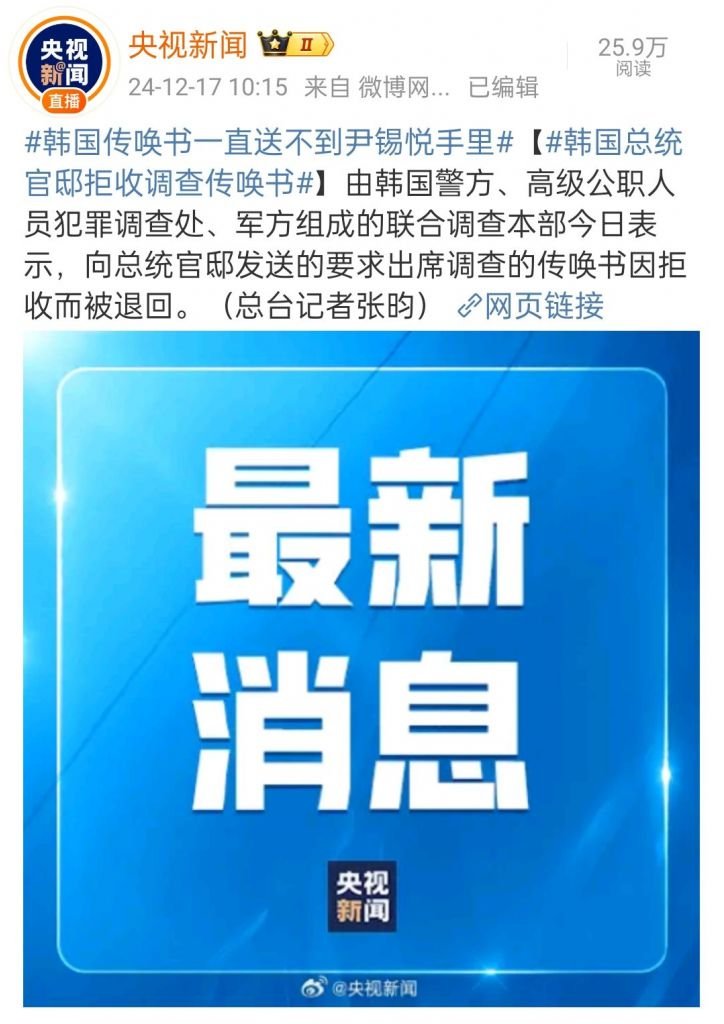 央视
新闻
直播
央视新闻 II
25.9万
阅读
24-12-17 10:15 来自 微博网... 已编辑
#韩国传唤书一直送不到尹锡悦手里#【#韩国总统
官邸拒收调查传唤书#】由韩国警方、高级公职人
员犯罪调查处、军方组成的联合调查本部今日表
示，向总统官邸发送的要求出席调查的传唤书因拒
收而被退回。（总台记者张昀） 网页链接
最新
消息
央视
新闻
@央视新闻